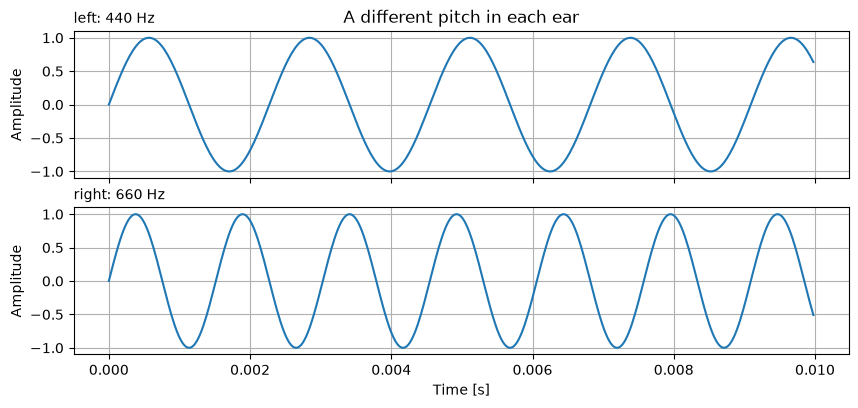 A different pitch in each ear
left: 440 Hz
1.0
0.5
0.0
−0.5
−1.0
Amplitude
right: 660 Hz
1.0
0.5
0.0
−0.5
−1.0
Amplitude
0.000 0.002 0.004 0.006 0.008 0.010
Time [s]